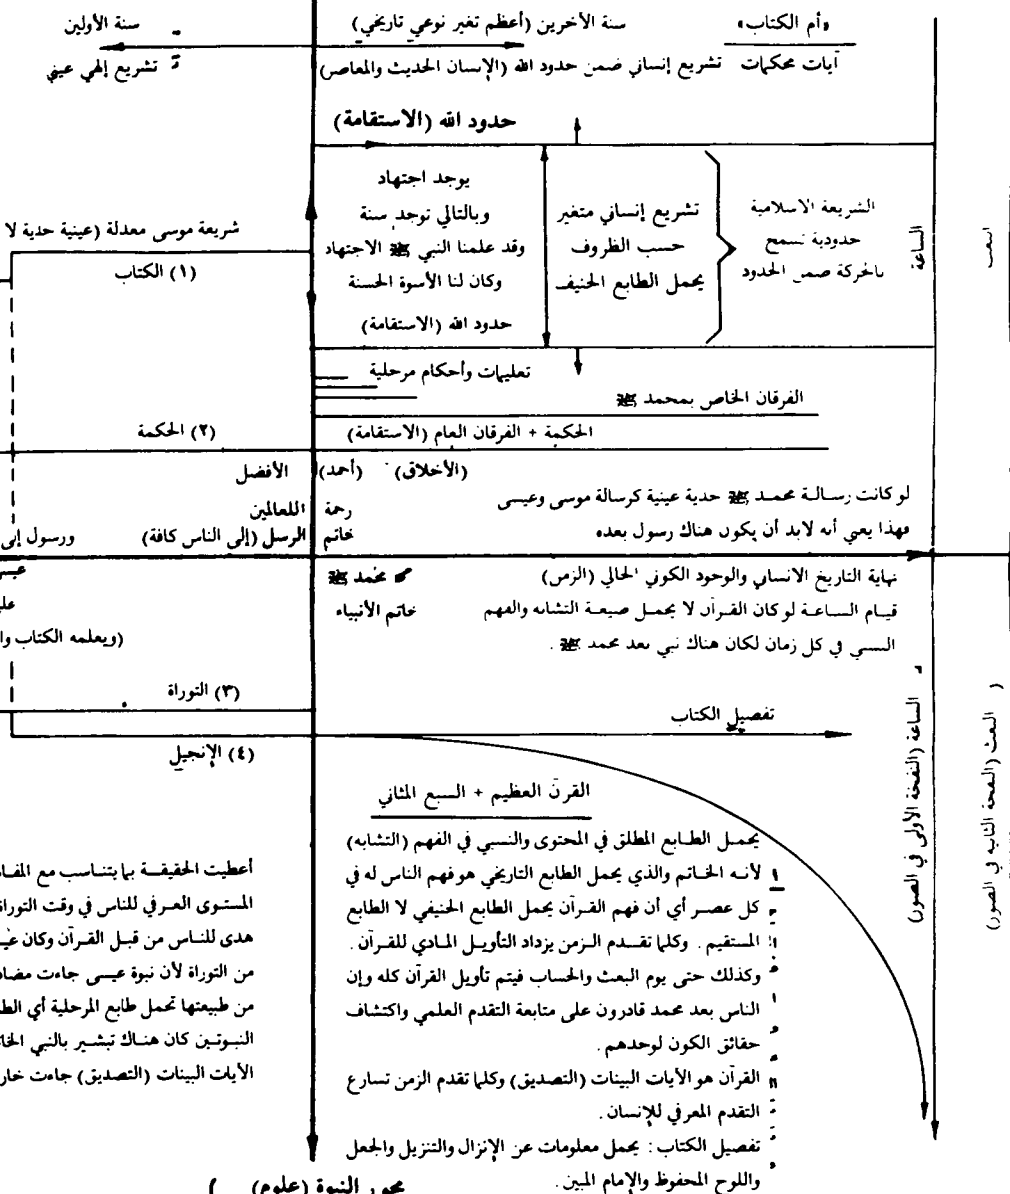 «أم الكتاب»
سنة الأخرين (أعظم تغير نوعي تاريخي)
سنة الأولين
آيات محكمات
تشريع إنساني ضمن حدود الله (الإنسان الحديث والمعاصر)
تشريع إلهي عيني
حدود الله (الاستقامة)
يوجد اجتهاد
وبالتالي توجد سنة
وقد علمنا النبي ﷺ الاجتهاد
وكان لنا الأسوة الحسنة
حدود الله (الاستقامة)
تشريع إنساني متغير
حسب الظروف
يحمل الطابع الحنيف
الشريعة الاسلامية
حدودية تسمح
بالحركة ضمن الحدود
الساعة
البعث
شريعة موسى معدلة (عينية حدية لا
(١) الكتاب
تعليمات وأحكام مرحلية
الفرقان الخاص بمحمد ﷺ
الحكمة + الفرقان العام (الاستقامة)
(٢) الحكمة
(الأخلاق) (أحمد) الأفضل
رحمة اللعالمين
خاتم الرسل (إلى الناس كافة)
ورسول إلى
لو كانت رسالة محمد ﷺ حدية عينية كرسالة موسى وعيسى
فهذا يعني أنه لابد أن يكون هناك رسول بعده
نهاية التاريخ الانساني والوجود الكوني الحالي (الزمن)
قيام الساعة لو كان القرآن لا يحمل صيغة التشابه والفهم
النسبي في كل زمان لكان هناك نبي بعد محمد ﷺ .
محمد ﷺ
خاتم الأنبياء
(ويعلمه الكتاب وا
(٣) التوراة
(٤) الإنجيل
تفصيل الكتاب
الساعة (النفخة الأولى في الصور)
البعث (النفخة الثانية في الصور)
القرآن العظيم + السبع المثاني
يحمل الطابع المطلق في المحتوى والنسبي في الفهم (التشابه)
لأنه الخاتم والذي يحمل الطابع التاريخي هو فهم الناس له في
كل عصر أي أن فهم القرآن يحمل الطابع الحنيفي لا الطابع
المستقيم . وكلما تقدم الزمن يزداد التأويل المادي للقرآن .
وكذلك حتى يوم البعث والحساب فيتم تأويل القرآن كله وإن
الناس بعد محمد قادرون على متابعة التقدم العلمي واكتشاف
حقائق الكون لوحدهم .
القرآن هو الأيات البينات (التصديق) وكلما تقدم الزمن تسارع
التقدم المعرفي للإنسان .
تفصيل الكتاب : يحمل معلومات عن الإنزال والتنزيل والجعل
واللوح المحفوظ والإمام المبين .
أعطيت الحقيقة بما يتناسب مع المفا
المستوى العرفي للناس في وقت التوراة
هدى للناس من قبل القرآن وكان
من التوراة لأن نبوة عيسى جاءت مضا
من طبيعتها تحمل طابع المرحلية أي الط
النبوتين كان هناك تبشير بالنبي الخا
الأيات البينات (التصديق) جاءت خار
محور النبوة (علوم)